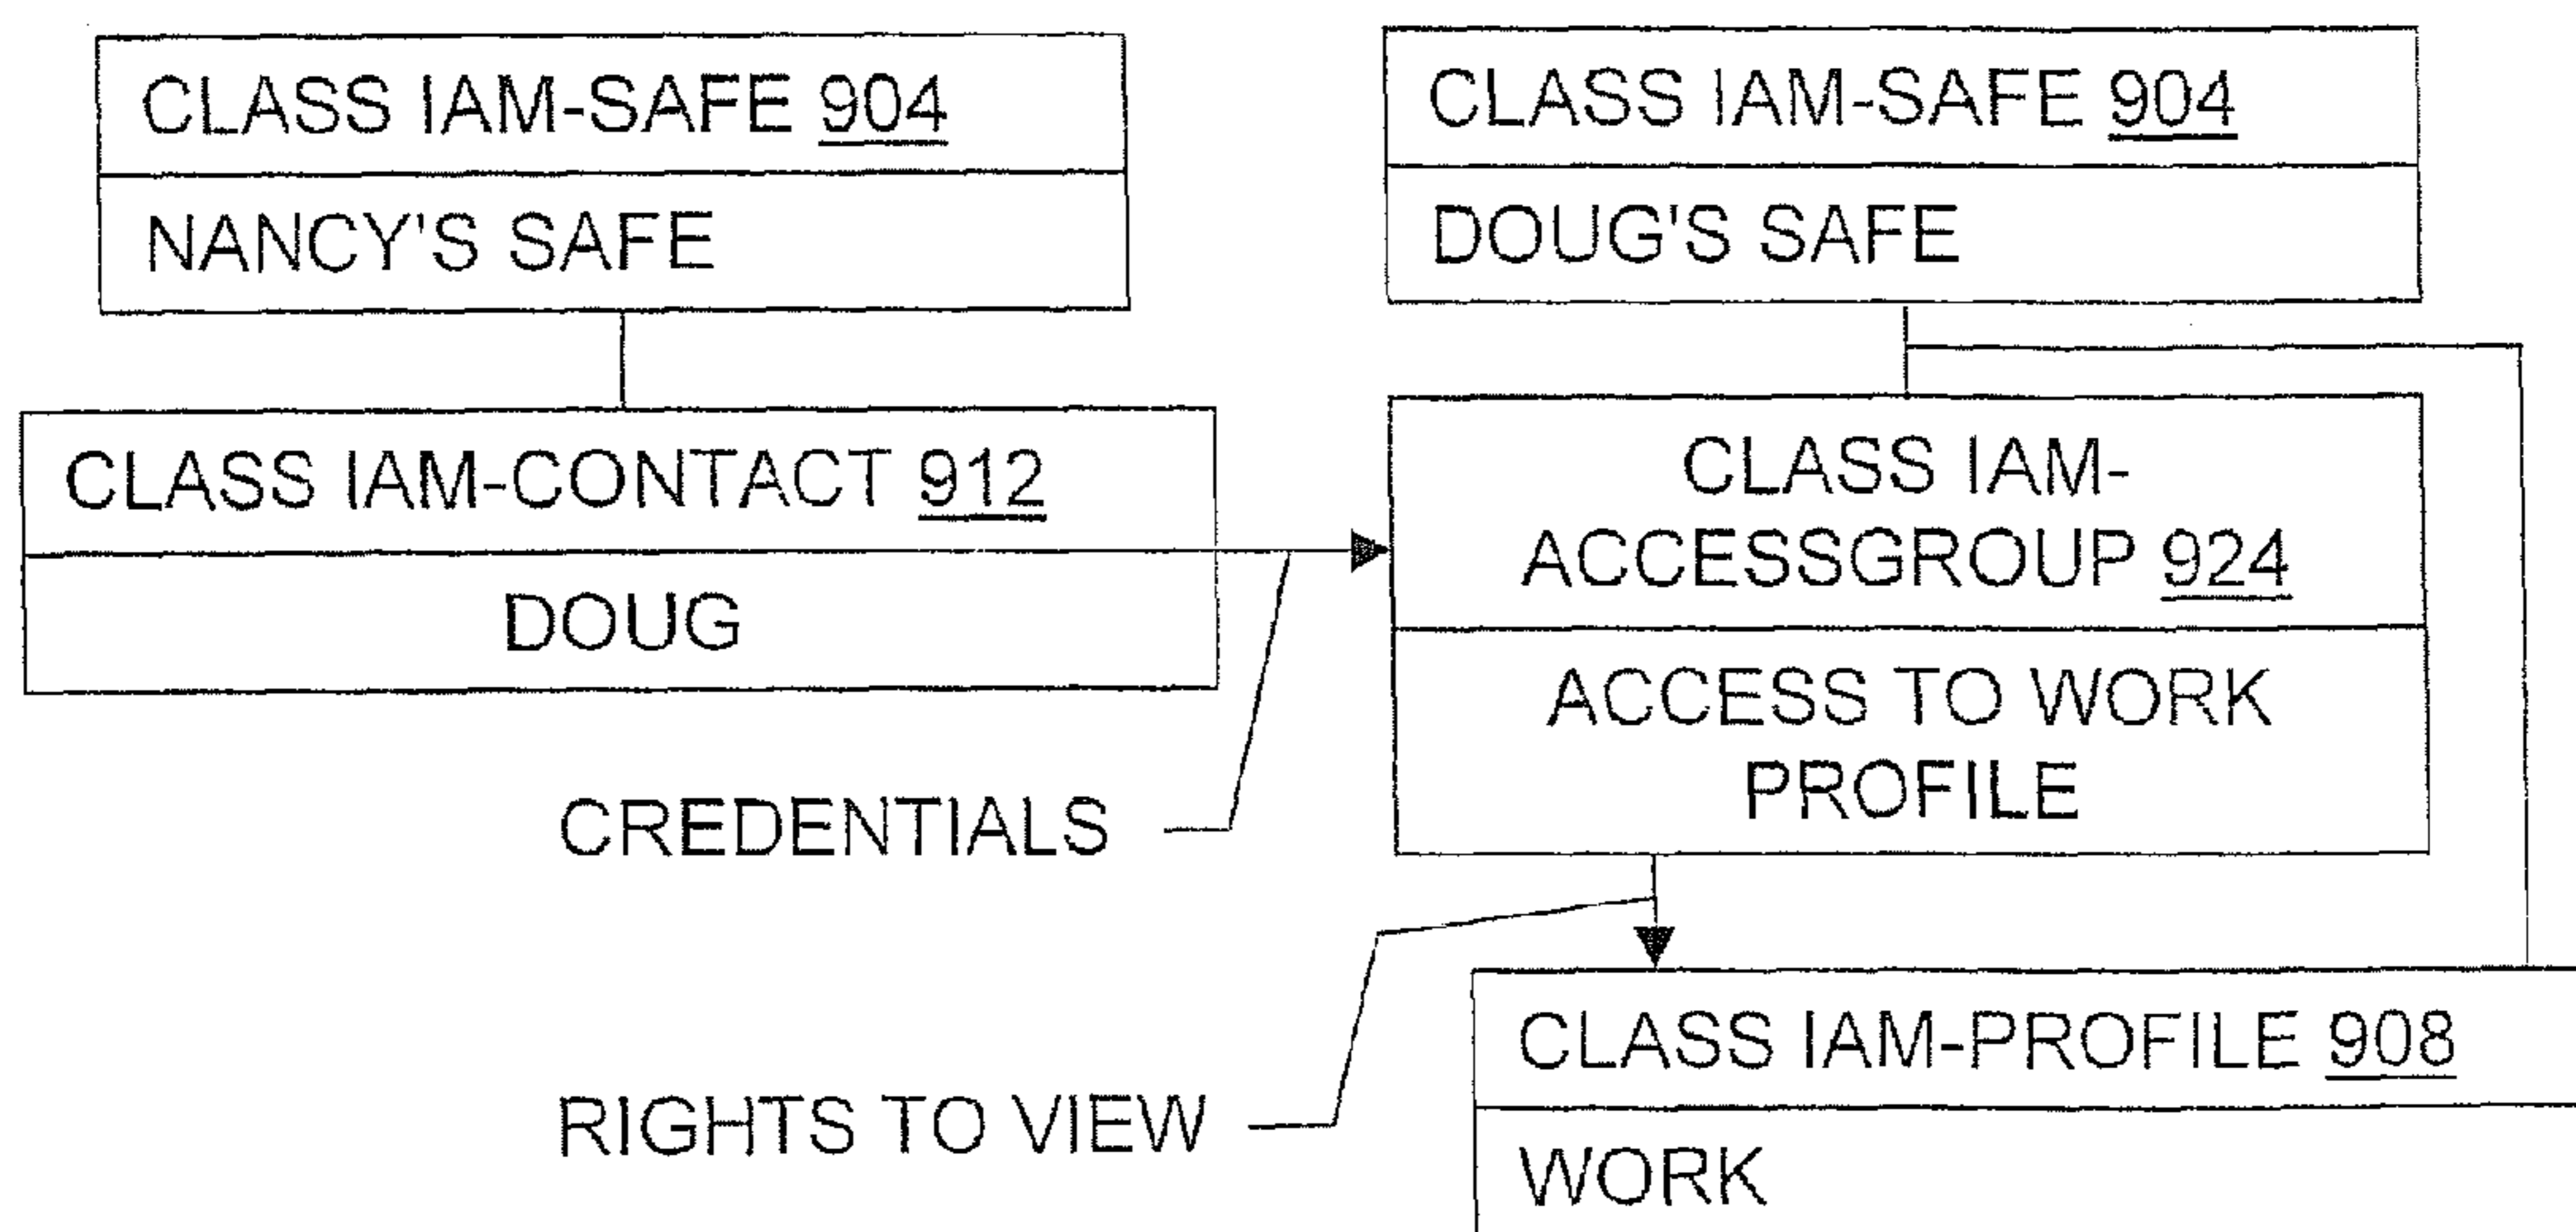 CLASS IAM-SAFE 904
NANCY'S SAFE
CLASS IAM-SAFE 904
DOUG'S SAFE
CLASS IAM-CONTACT 912
DOUG
CLASS IAM-
ACCESSGROUP 924
ACCESS TO WORK
PROFILE
CREDENTIALS
RIGHTS TO VIEW
CLASS IAM-PROFILE 908
WORK